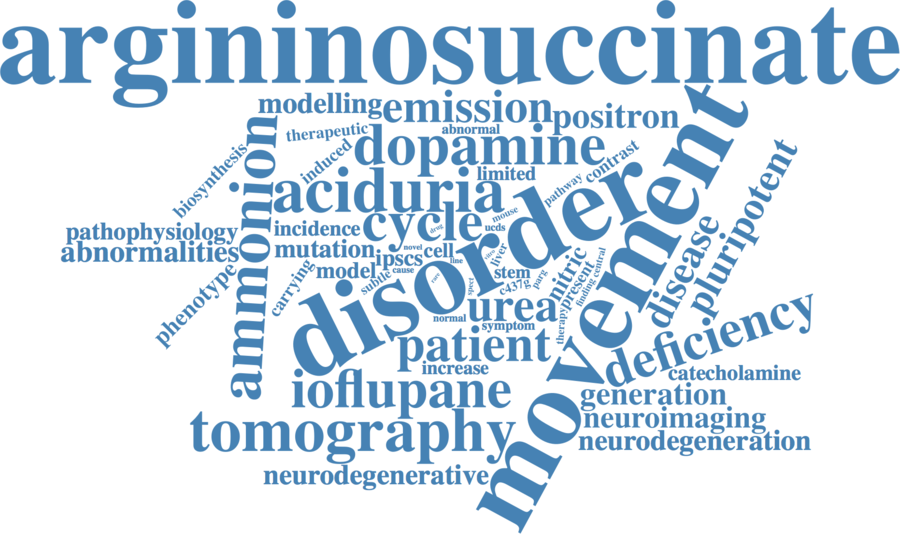 argininosuccinate
modelling
emission
positron
therapeutic
abnormal
dopamine
induced
contrast
biosynthesis
ammonion
limited
pathway
aciduria
movement
pluripotent
mouse
cycle
ucds
disorder
incidence
drug
pathophysiology
abnormalities
mutation
novel
cell
ipscs
line
vitro
liver
disease
model
cause
subtle
rare
stem
c437g
parg
nitric
central
carrying
phenotype
spect
present
finding
urea
normal
symptom
therapy
patient
deficiency
increase
catecholamine
ioflupane
generation
tomography
neuroimaging
neurodegeneration
neurodegenerative